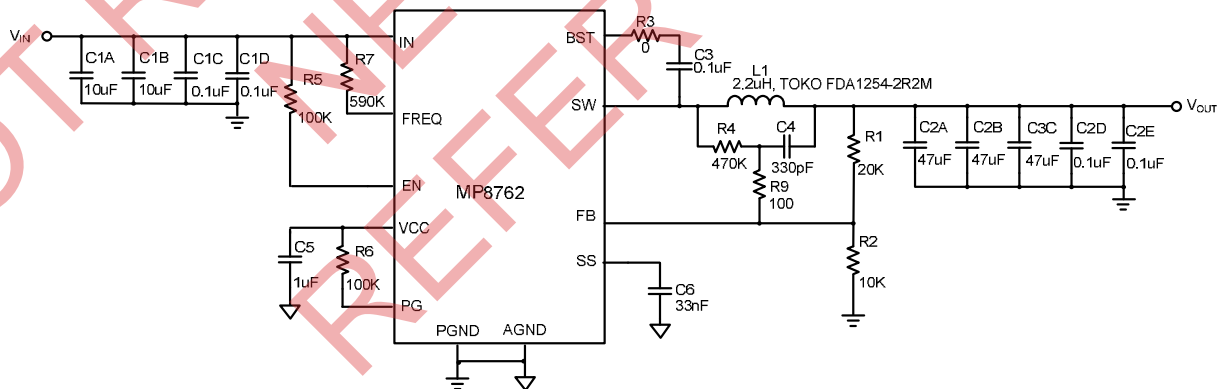 VIN
C1A
10uF
C1B
10uF
C1C
0.1uF
C1D
0.1uF
R5
100K
R7
590K
IN
FREQ
EN
VCC
PG
C5
1uF
R6
100K
MP8762
PGND
AGND
BST
SW
FB
SS
R3
0
C3
0.1uF
L1
2.2uH, TOKO FDA1254-2R2M
R4
470K
C4
330pF
R9
100
R1
20K
R2
10K
C6
33nF
C2A
47uF
C2B
47uF
C3C
47uF
C2D
0.1uF
C2E
0.1uF
VOUT
NE
REFER